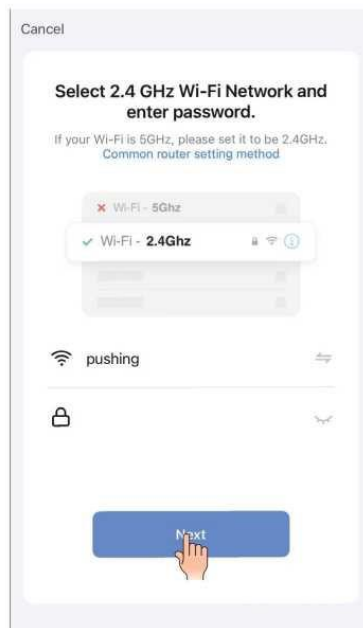 Cancel
Select 2.4 GHz Wi-Fi Network and
enter password.
If your Wi-Fi is 5GHz, please set it to be 2.4GHz.
Common router setting method
Wi-Fi - 5Ghz
Wi-Fi - 2.4Ghz
pushing
Next